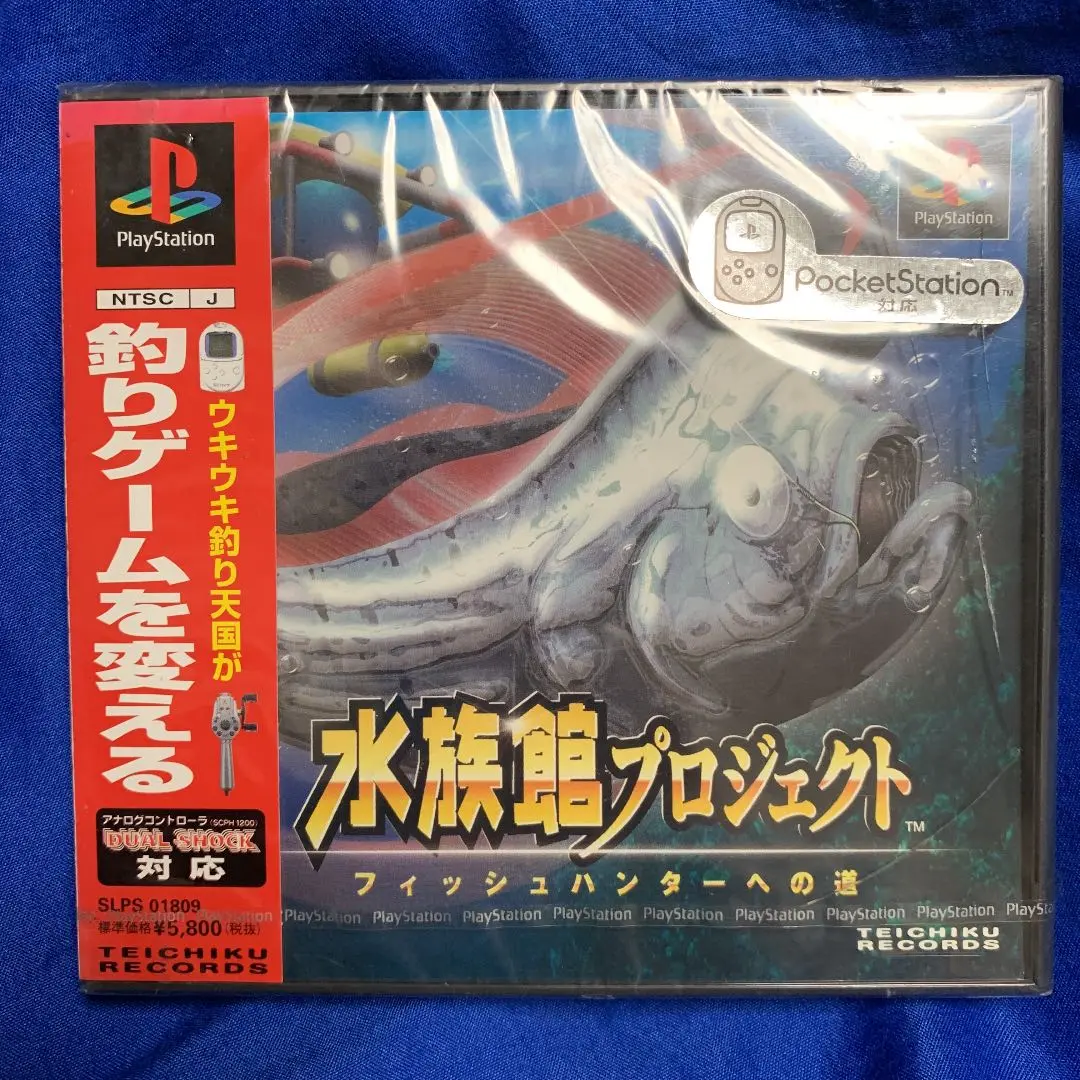 PlayStation
NTSC J
釣りゲームを変える
ウキウキ釣り天国が
アナログコントローラ(SCPH 1200)
DUAL SHOCK
対応
SLPS 01809
標準価格¥5,800(税抜)
TEICHIKU
RECORDS
PlayStation
PocketStation™
対応
水族館プロジェクト™
フィッシュハンターへの道
PlayStation PlayStation PlayStation PlayStation PlayStation PlayStation PlayStation PlayStation PlayStation PlayStation
TEICHIKU
RECORDS